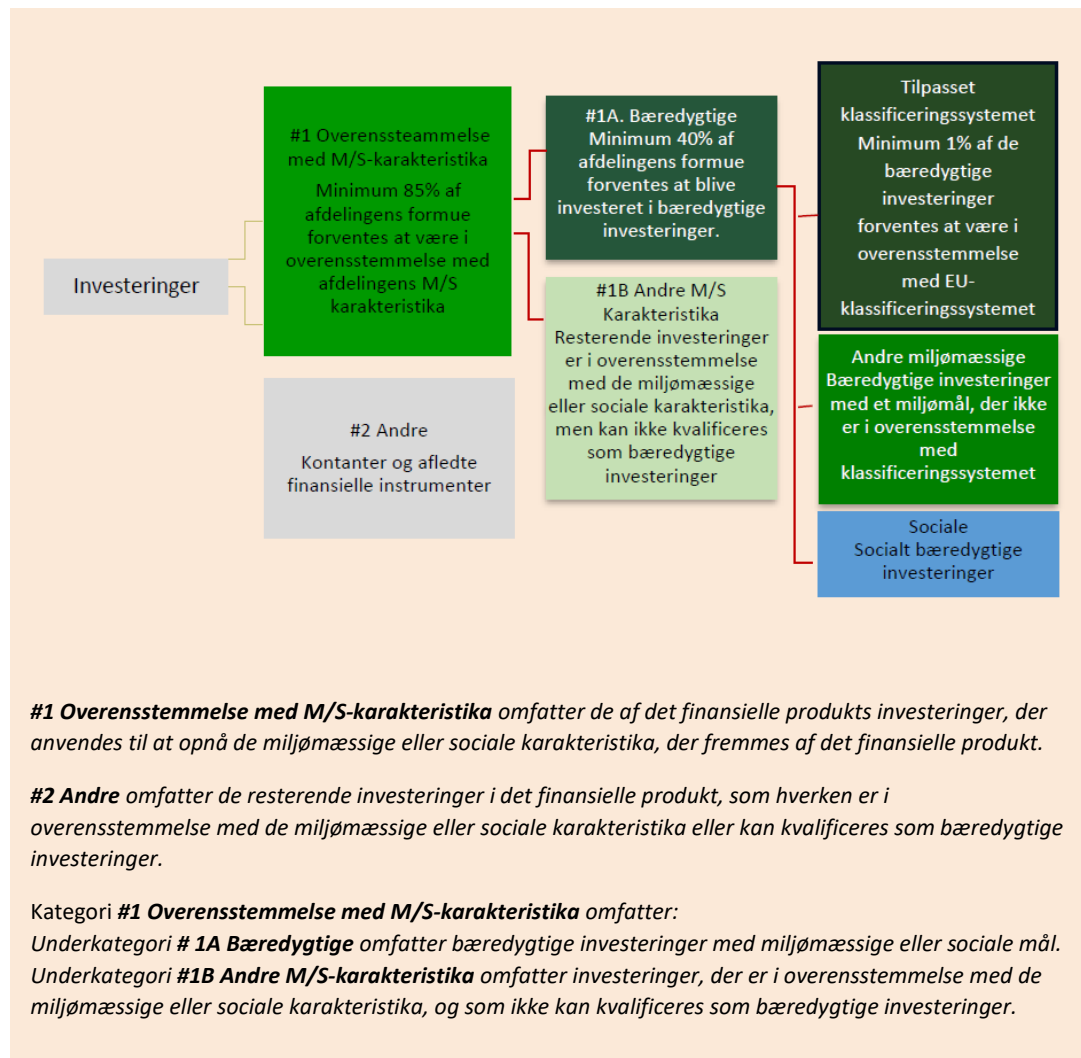 Investeringer
#1 Overenssteammelse
med M/S-karakteristika
Minimum 85% af
afdelingens formue
forventes at være i
overensstemmelse med
afdelingens M/S
karakteristika
#2 Andre
Kontanter og afledte
finansielle instrumenter
#1A. Bæredygtige
Minimum 40% af
afdelingens formue
forventes at blive
investeret i bæredygtige
investeringer.
#1B Andre M/S
Karakteristika
Resterende investeringer
er i overensstemmelse
med de miljømæssige
eller sociale karakteristika,
men kan ikke kvalificeres
som bæredygtige
investeringer
Tilpasset
klassificeringssystemet
Minimum 1% af de
bæredygtige
investeringer
forventes at være i
overensstemmelse
med EU-
klassificeringssystemet
Andre miljømæssige
Bæredygtige investeringer
med et miljømål, der ikke
er i overensstemmelse
med
klassificeringssystemet
Sociale
Socialt bæredygtige
investeringer
#1 Overensstemmelse med M/S-karakteristika omfatter de af det finansielle produkts investeringer, der
anvendes til at opnå de miljømæssige eller sociale karakteristika, der fremmes af det finansielle produkt.
#2 Andre omfatter de resterende investeringer i det finansielle produkt, som hverken er i
overensstemmelse med de miljømæssige eller sociale karakteristika eller kan kvalificeres som bæredygtige
investeringer.
Kategori #1 Overensstemmelse med M/S-karakteristika omfatter:
Underkategori # 1A Bæredygtige omfatter bæredygtige investeringer med miljømæssige eller sociale mål.
Underkategori #1B Andre M/S-karakteristika omfatter investeringer, der er i overensstemmelse med de
miljømæssige eller sociale karakteristika, og som ikke kan kvalificeres som bæredygtige investeringer.